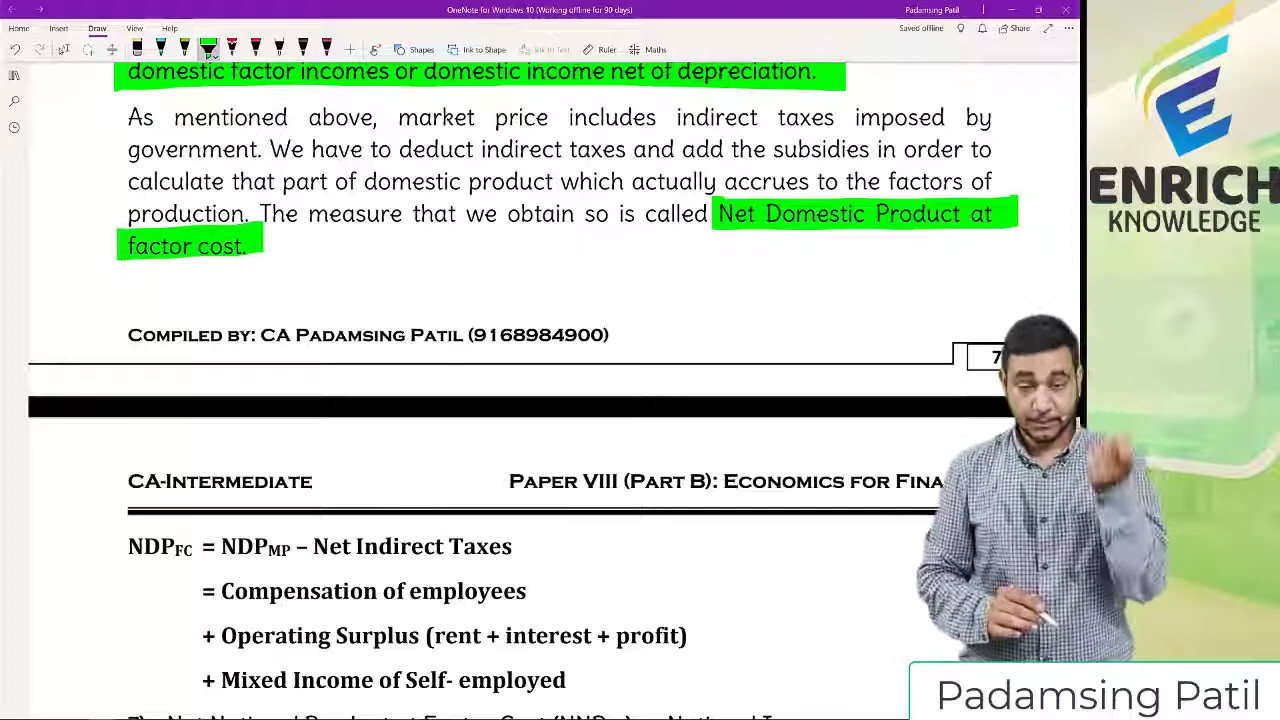 OneNote for Windows 10 (Working offline for 90 days)
Padamsing Patil
Home Insert Draw View Help
Saved offline Share
Shapes Ink to Shape Ink to Text Ruler Maths
domestic factor incomes or domestic income net of depreciation.
As mentioned above, market price includes indirect taxes imposed by
government. We have to deduct indirect taxes and add the subsidies in order to
calculate that part of domestic product which actually accrues to the factors of
production. The measure that we obtain so is called Net Domestic Product at
factor cost.
ENRICH
KNOWLEDGE
COMPILED BY: CA PADAMSING PATIL (9168984900)
7
CA-INTERMEDIATE PAPER VIII (PART B): ECONOMICS FOR FINA
NDPFC = NDPMP – Net Indirect Taxes
= Compensation of employees
+ Operating Surplus (rent + interest + profit)
+ Mixed Income of Self- employed
Padamsing Patil